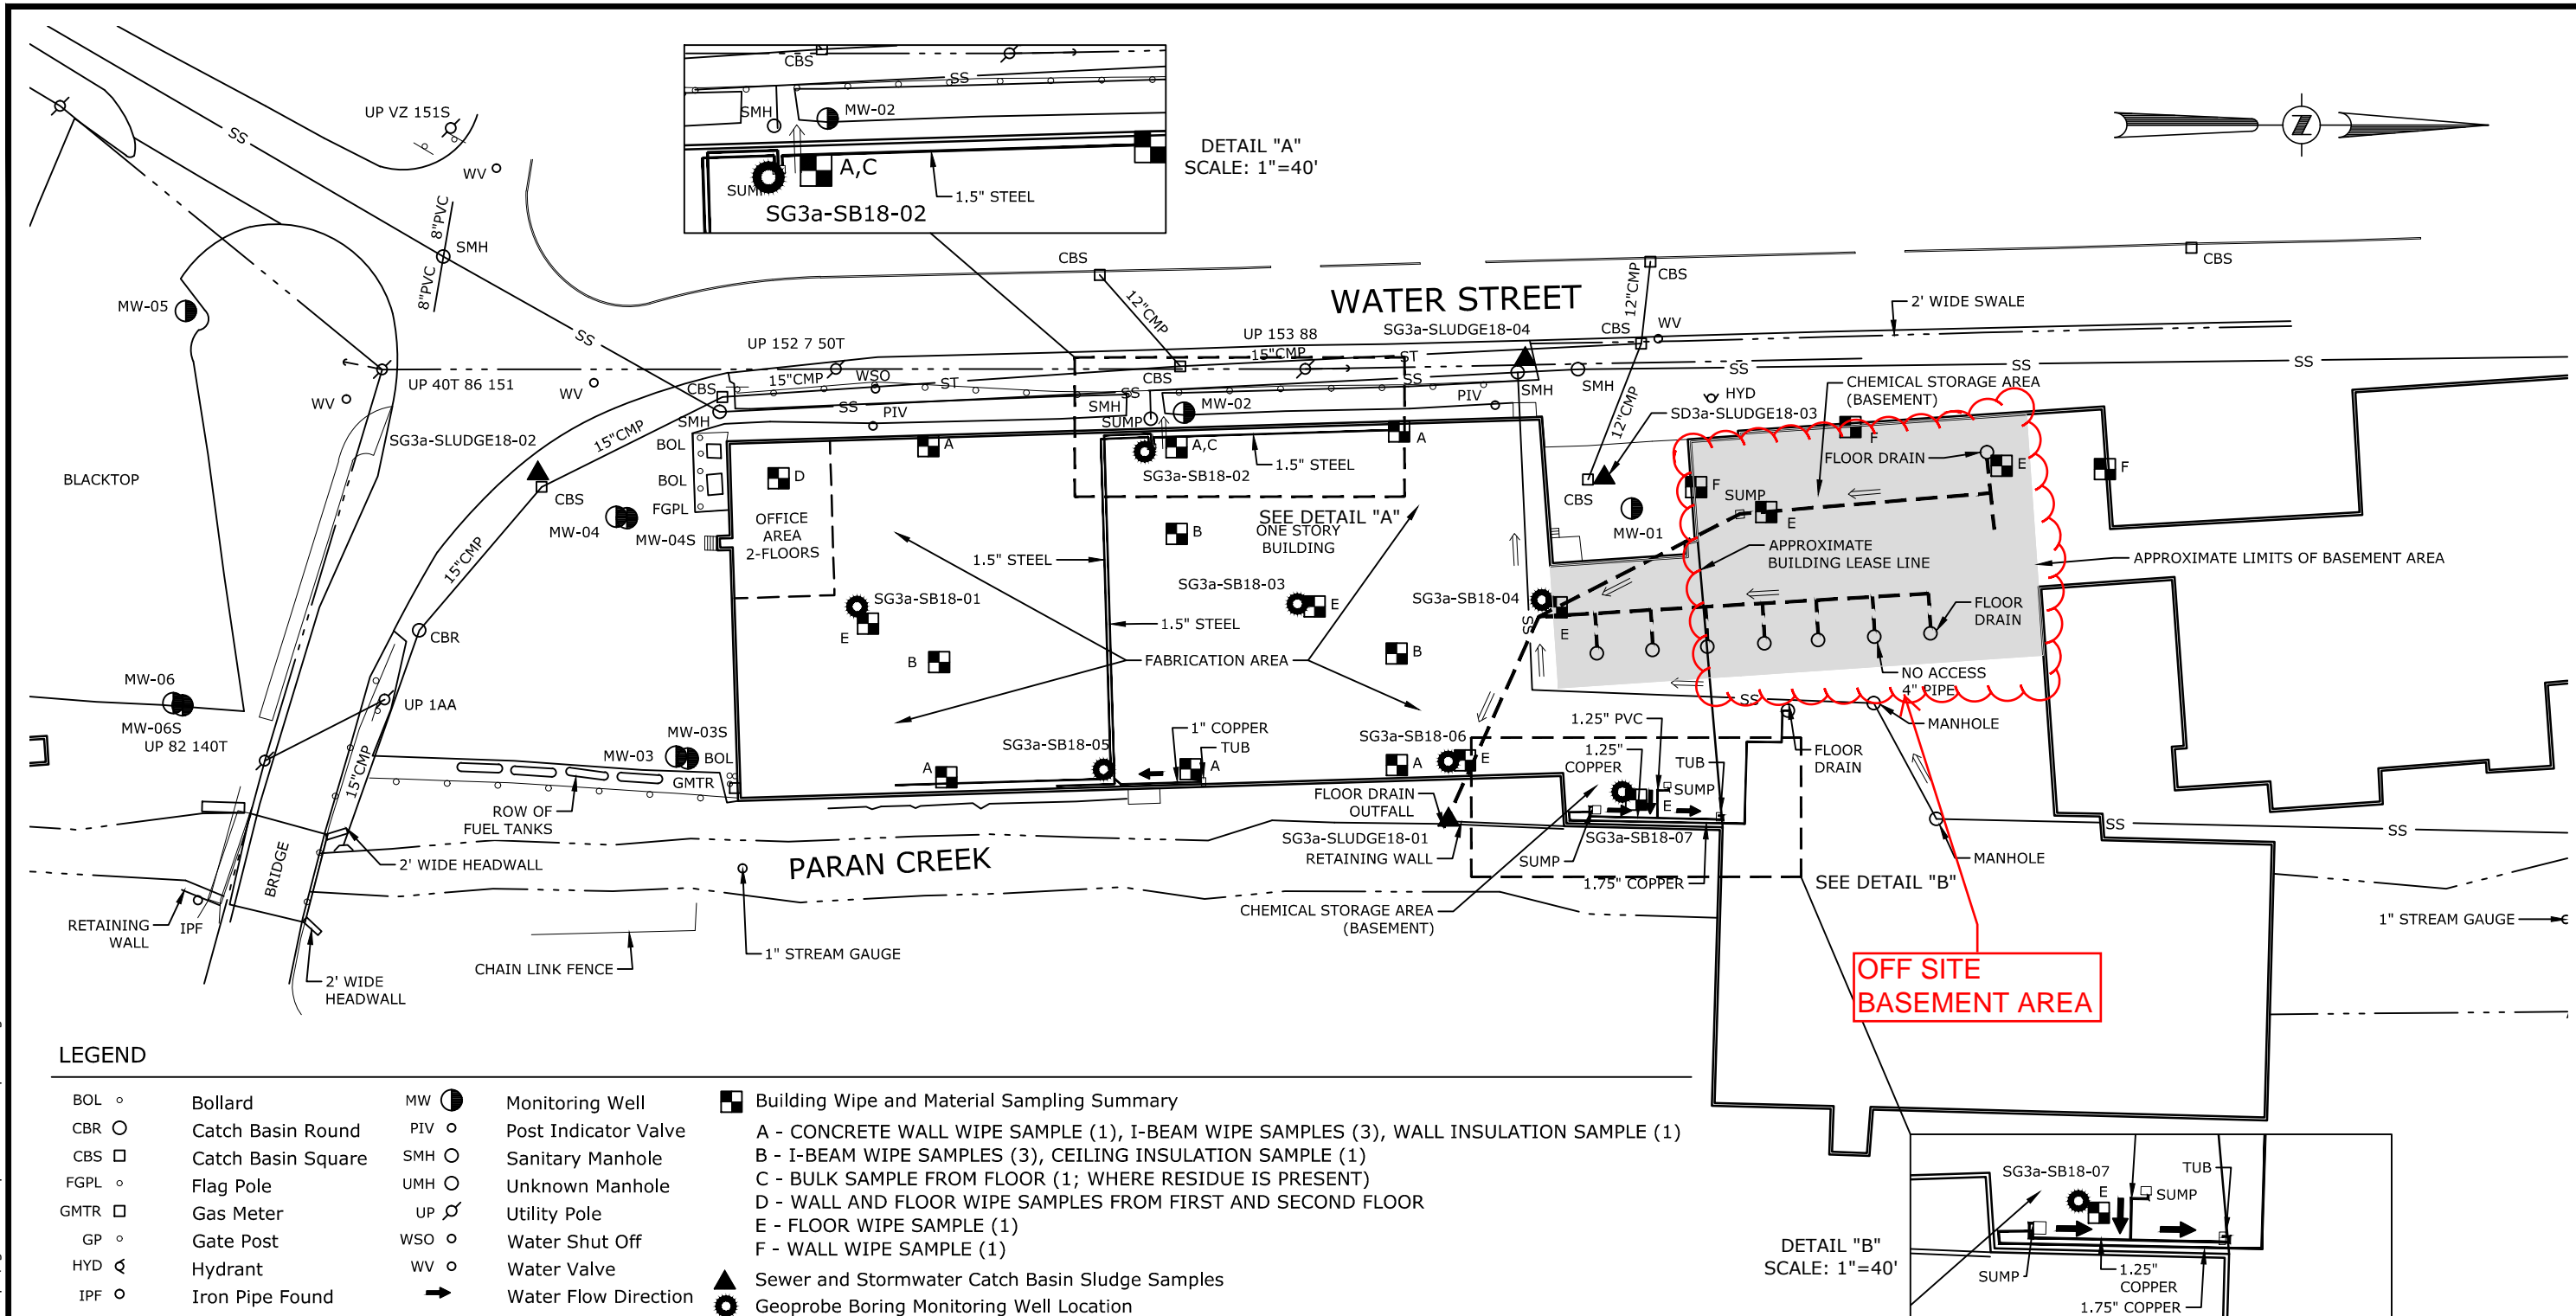 CBS
SS
SMH
MW-02
A,C
SUMP
1.5" STEEL
SG3a-SB18-02
DETAIL "A"
SCALE: 1"=40'
Z
UP VZ 151S
SS
WV
8"PVC
SMH
8"PVC
MW-05
CBS
12"CMP
WATER STREET
12"CMP
CBS
CBS
2' WIDE SWALE
SS
UP 152 7 50T
UP 153 88
SG3a-SLUDGE18-04
CBS
WV
15"CMP
ST
SS
SS
UP 40T 86 151
WV
WV
CBS
15"CMP
WSO
ST
CBS
SS
SS
SMH
SMH
CHEMICAL STORAGE AREA
(BASEMENT)
HYD
SD3a-SLUDGE18-03
SMH
SS
PIV
SMH
MW-02
PIV
SUMP
12"CMP
SG3a-SLUDGE18-02
15"CMP
BOL
A
A,C
A
F
FLOOR DRAIN
E
F
BLACKTOP
BOL
D
1.5" STEEL
SG3a-SB18-02
CBS
F
SUMP
E
CBS
FGPL
OFFICE
AREA
2-FLOORS
SEE DETAIL "A"
ONE STORY
BUILDING
B
MW-01
MW-04
MW-04S
APPROXIMATE
BUILDING LEASE LINE
APPROXIMATE LIMITS OF BASEMENT AREA
15"CMP
1.5" STEEL
SG3a-SB18-01
SG3a-SB18-03
E
SG3a-SB18-04
E
FLOOR
DRAIN
SS
CBR
E
1.5" STEEL
B
FABRICATION AREA
B
NO ACCESS
4" PIPE
MW-06
MW-06S
UP 82 140T
UP 1AA
SS
MANHOLE
15"CMP
MW-03S
MW-03
BOL
GMTR
SG3a-SB18-05
1" COPPER
TUB
A
A
SG3a-SB18-06
A
E
1.25" PVC
1.25"
COPPER
TUB
SUMP
E
FLOOR
DRAIN
ROW OF
FUEL TANKS
FLOOR DRAIN
OUTFALL
SG3a-SLUDGE18-01
RETAINING WALL
SG3a-SB18-07
SUMP
1.75" COPPER
SS
SS
MANHOLE
SEE DETAIL "B"
BRIDGE
2' WIDE HEADWALL
PARAN CREEK
CHEMICAL STORAGE AREA
(BASEMENT)
1" STREAM GAUGE
RETAINING
WALL
IPF
2' WIDE
HEADWALL
CHAIN LINK FENCE
1" STREAM GAUGE
OFF SITE
BASEMENT AREA
LEGEND
BOL Bollard
CBR Catch Basin Round
CBS Catch Basin Square
FGPL Flag Pole
GMTR Gas Meter
GP Gate Post
HYD Hydrant
IPF Iron Pipe Found
MW Monitoring Well
PIV Post Indicator Valve
SMH Sanitary Manhole
UMH Unknown Manhole
UP Utility Pole
WSO Water Shut Off
WV Water Valve
Water Flow Direction
Building Wipe and Material Sampling Summary
A - CONCRETE WALL WIPE SAMPLE (1), I-BEAM WIPE SAMPLES (3), WALL INSULATION SAMPLE (1)
B - I-BEAM WIPE SAMPLES (3), CEILING INSULATION SAMPLE (1)
C - BULK SAMPLE FROM FLOOR (1; WHERE RESIDUE IS PRESENT)
D - WALL AND FLOOR WIPE SAMPLES FROM FIRST AND SECOND FLOOR
E - FLOOR WIPE SAMPLE (1)
F - WALL WIPE SAMPLE (1)
Sewer and Stormwater Catch Basin Sludge Samples
Geoprobe Boring Monitoring Well Location
DETAIL "B"
SCALE: 1"=40'
SG3a-SB18-07
E
TUB
SUMP
SUMP
1.25"
COPPER
1.75" COPPER